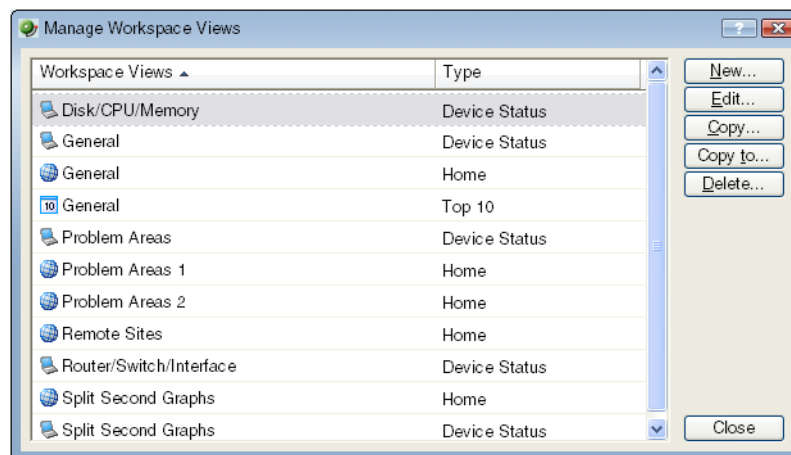 Manage Workspace Views
Workspace Views Type
Disk/CPU/Memory Device Status
General Device Status
General Home
10 General Top 10
Problem Areas Device Status
Problem Areas 1 Home
Problem Areas 2 Home
Remote Sites Home
Router/Switch/Interface Device Status
Split Second Graphs Home
Split Second Graphs Device Status
New...
Edit...
Copy...
Copy to...
Delete...
Close